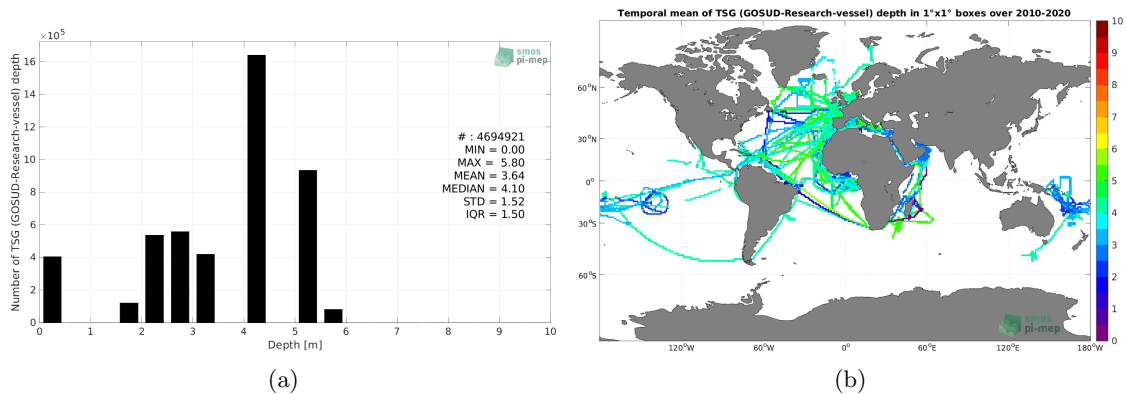 ×10⁵
smos
pi-mep
16
14
12
10
8
6
4
2
0
Number of TSG (GOSUD-Research-vessel) depth
# : 4694921
MIN = 0.00
MAX = 5.80
MEAN = 3.64
MEDIAN = 4.10
STD = 1.52
IQR = 1.50
0 1 2 3 4 5 6 7 8 9 10
Depth [m]
(a)
Temporal mean of TSG (GOSUD-Research-vessel) depth in 1°x1° boxes over 2010-2020
60°N
30°N
0°
30°S
60°S
120°W 60°W 0° 60°E 120°E 180°W
smos
pi-mep
10
9
8
7
6
5
4
3
2
1
0
(b)